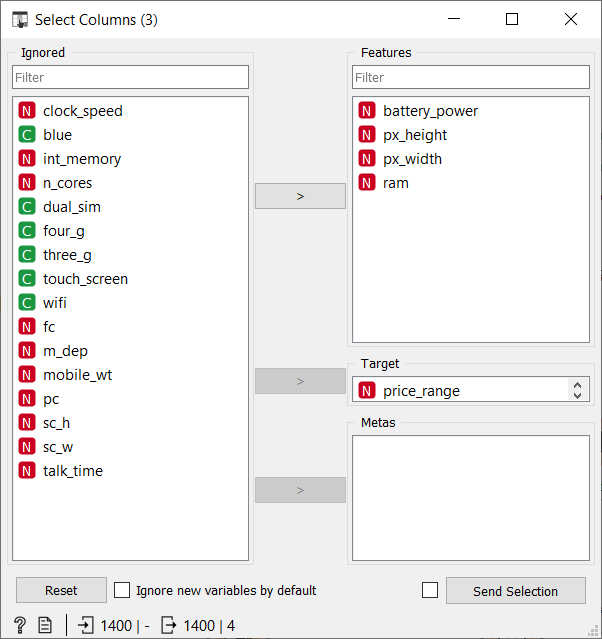 Select Columns (3)
Ignored
Filter
N clock_speed
C blue
N int_memory
N n_cores
C dual_sim
C four_g
C three_g
C touch_screen
C wifi
N fc
N m_dep
N mobile_wt
N pc
N sc_h
N sc_w
N talk_time
>
>
>
Features
Filter
N battery_power
N px_height
N px_width
N ram
Target
N price_range
Metas
Reset
Ignore new variables by default
Send Selection
? 1400 | - 1400 | 4